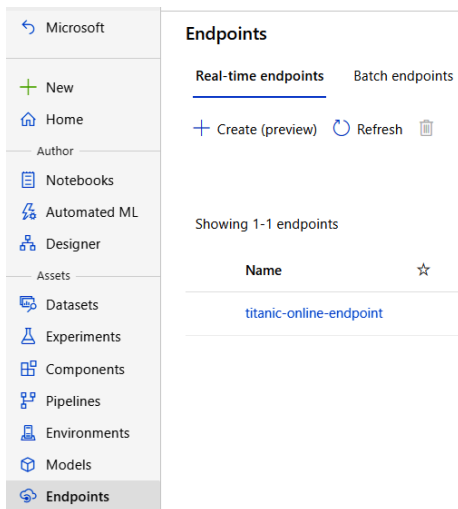 Microsoft
New
Home
Author
Notebooks
Automated ML
Designer
Assets
Datasets
Experiments
Components
Pipelines
Environments
Models
Endpoints
Endpoints
Real-time endpoints Batch endpoints
Create (preview) Refresh
Showing 1-1 endpoints
Name
titanic-online-endpoint